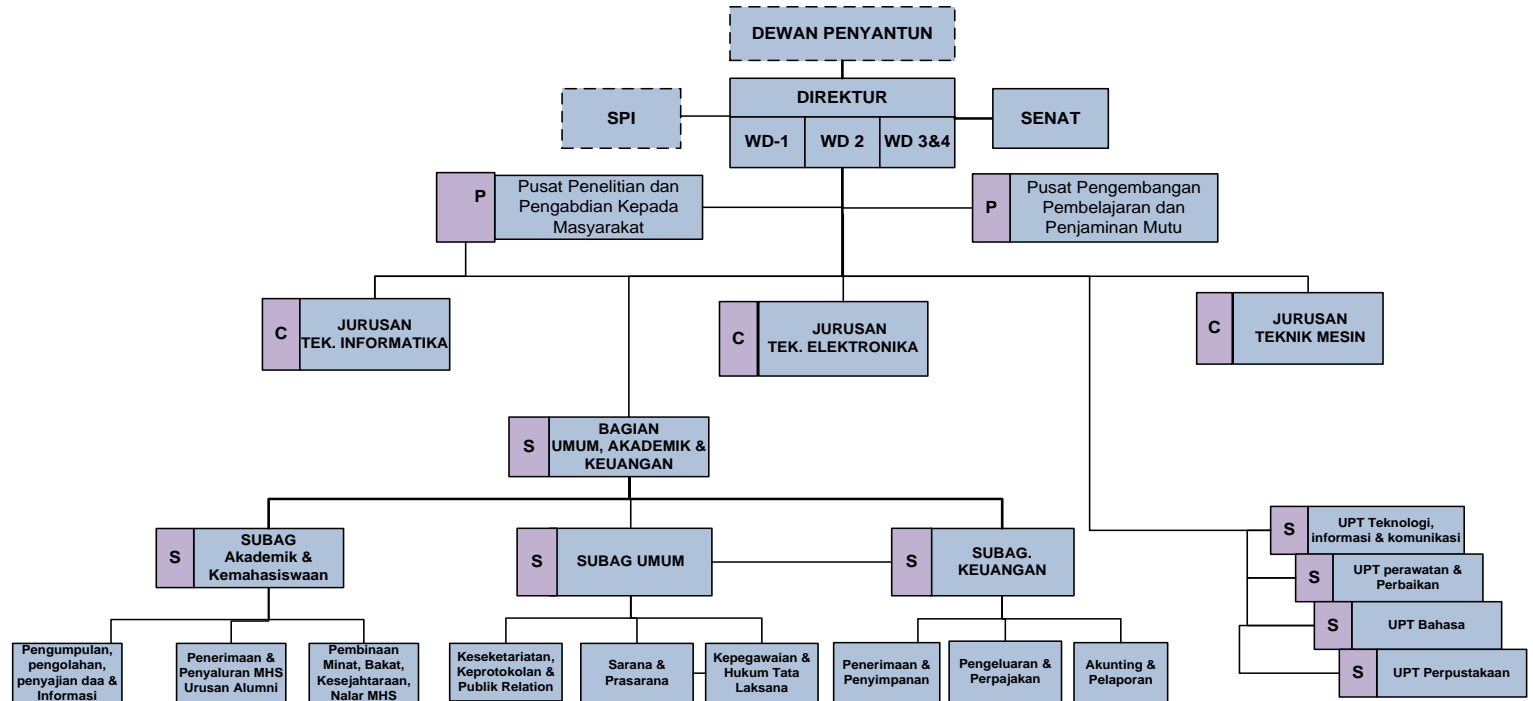 DEWAN PENYANTUN
DIREKTUR
SPI
SENAT
WD-1
WD 2
WD 3&4
P
Pusat Penelitian dan
Pengabdian Kepada
Masyarakat
P
Pusat Pengembangan
Pembelajaran dan
Penjaminan Mutu
C
JURUSAN
TEK. INFORMATIKA
C
JURUSAN
TEK. ELEKTRONIKA
C
JURUSAN
TEKNIK MESIN
S
BAGIAN
UMUM, AKADEMIK &
KEUANGAN
S
SUBAG
Akademik &
Kemahasiswaan
S
SUBAG UMUM
S
SUBAG.
KEUANGAN
S
UPT Teknologi,
informasi & komunikasi
S
UPT perawatan &
Perbaikan
S
UPT Bahasa
S
UPT Perpustakaan
Pengumpulan,
pengolahan,
penyajian daa &
Informasi
Penerimaan &
Penyaluran MHS
Urusan Alumni
Pembinaan
Minat, Bakat,
Kesejahtaraan,
Nalar MHS
Keseketariatan,
Keprotokolan &
Publik Relation
Sarana &
Prasarana
Kepegawaian &
Hukum Tata
Laksana
Penerimaan &
Penyimpanan
Pengeluaran &
Perpajakan
Akunting &
Pelaporan